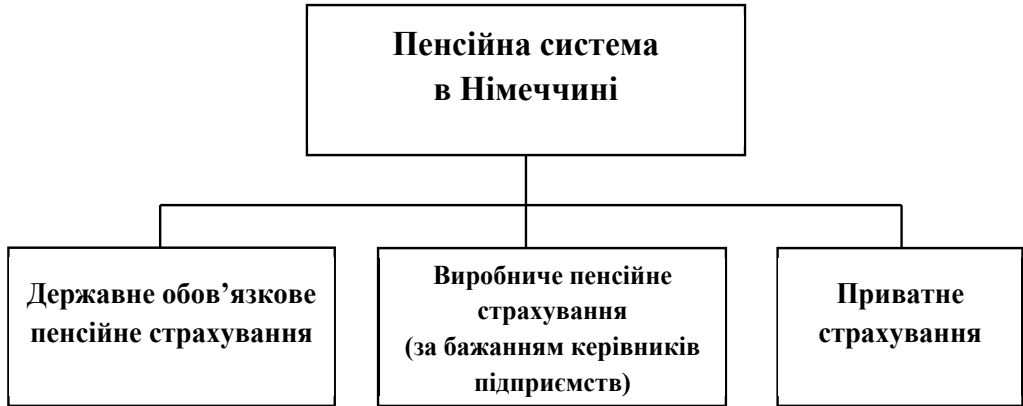 Пенсійна система
в Німеччині
Державне обов’язкове
пенсійне страхування
Виробниче пенсійне
страхування
(за бажанням керівників
підприємств)
Приватне
страхування